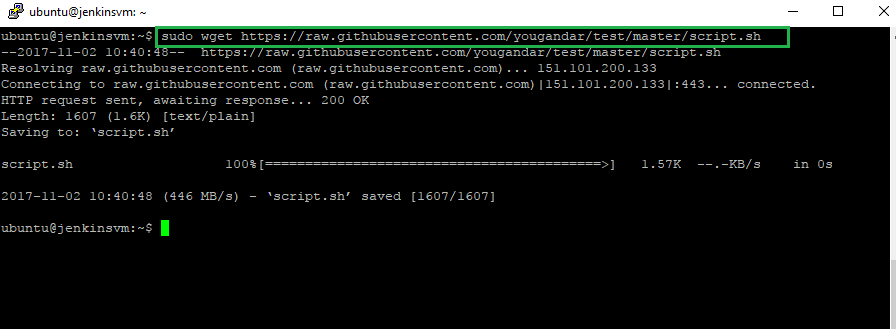 ubuntu@jenkinsvm: ~
ubuntu@jenkinsvm:~$ sudo wget https://raw.githubusercontent.com/yougandar/test/master/script.sh
--2017-11-02 10:40:48--  https://raw.githubusercontent.com/yougandar/test/master/script.sh
Resolving raw.githubusercontent.com (raw.githubusercontent.com)... 151.101.200.133
Connecting to raw.githubusercontent.com (raw.githubusercontent.com)|151.101.200.133|:443... connected.
HTTP request sent, awaiting response... 200 OK
Length: 1607 (1.6K) [text/plain]
Saving to: ‘script.sh’
script.sh                   100%[==========================================>]   1.57K  --.-KB/s    in 0s
2017-11-02 10:40:48 (446 MB/s) - ‘script.sh’ saved [1607/1607]
ubuntu@jenkinsvm:~$